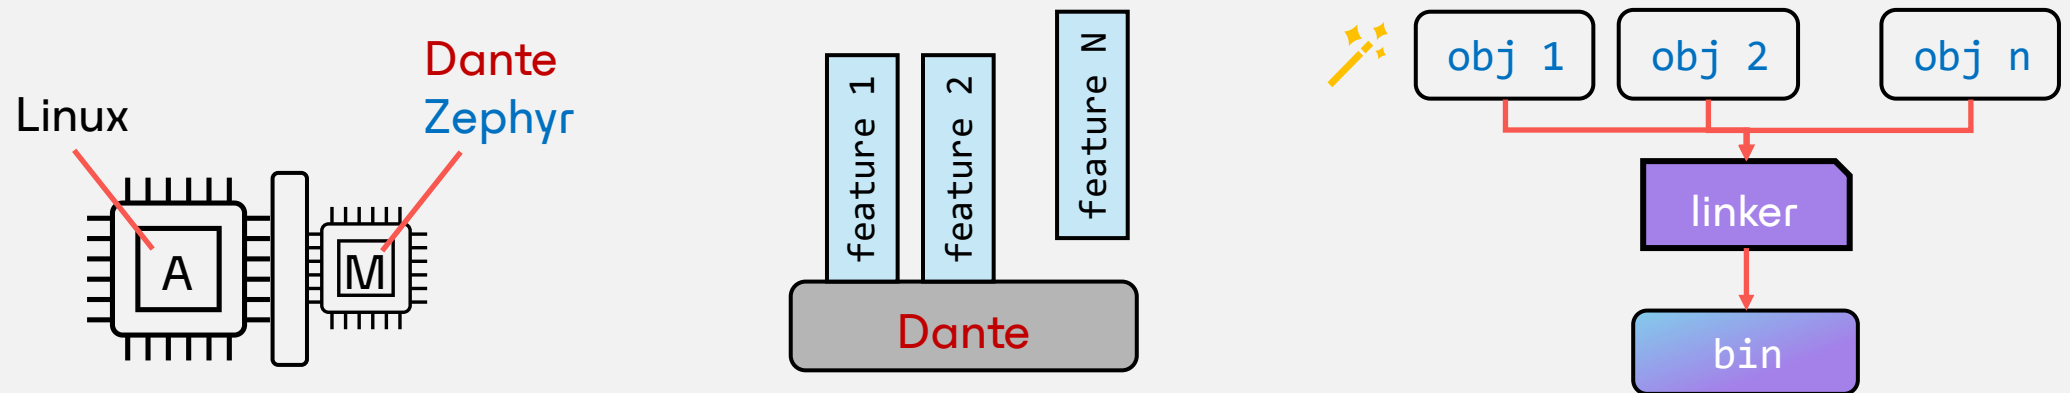 Linux
Dante
Zephyr
A
M
feature 1
feature 2
feature N
Dante
obj 1
obj 2
obj n
linker
bin